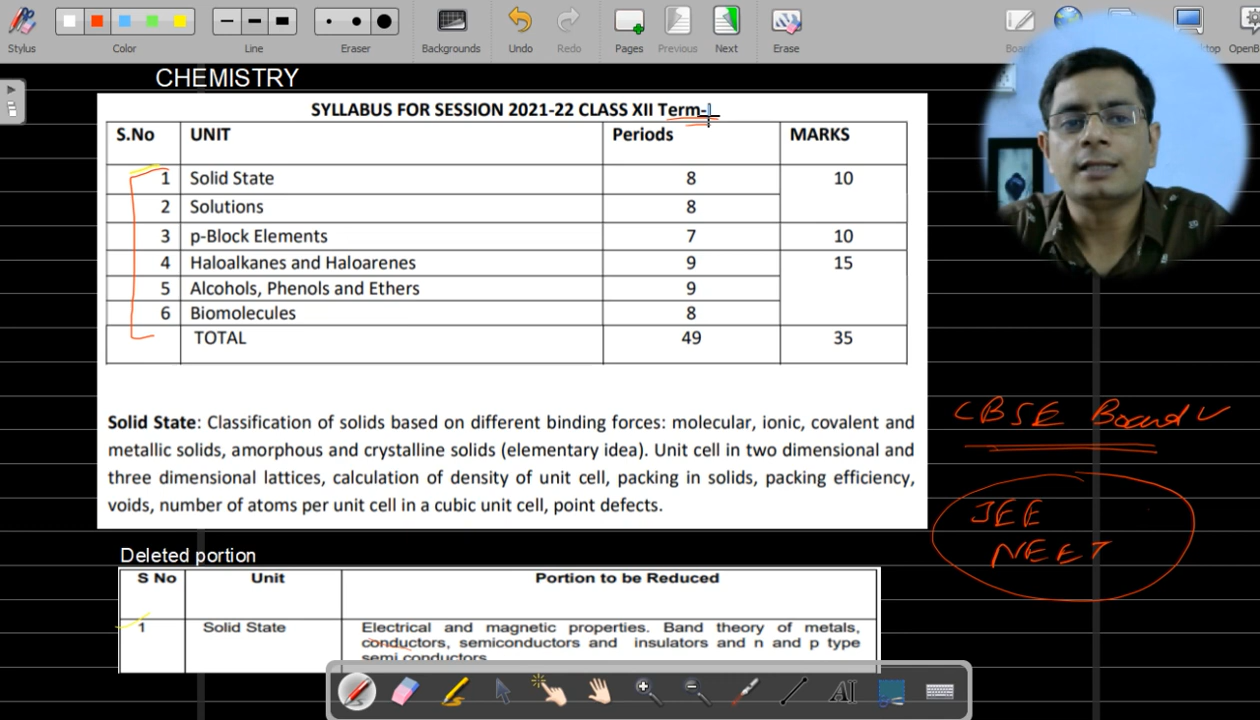 Stylus Color Line Eraser Backgrounds Undo Redo Pages Previous Next Erase
CHEMISTRY
SYLLABUS FOR SESSION 2021-22 CLASS XII Term-I
S.No UNIT Periods MARKS
1 Solid State 8 10
2 Solutions 8
3 p-Block Elements 7 10
4 Haloalkanes and Haloarenes 9 15
5 Alcohols, Phenols and Ethers 9
6 Biomolecules 8
TOTAL 49 35
Solid State: Classification of solids based on different binding forces: molecular, ionic, covalent and
metallic solids, amorphous and crystalline solids (elementary idea). Unit cell in two dimensional and
three dimensional lattices, calculation of density of unit cell, packing in solids, packing efficiency,
voids, number of atoms per unit cell in a cubic unit cell, point defects.
CBSE Board
JEE
NEET
Deleted portion
S No Unit Portion to be Reduced
1 Solid State Electrical and magnetic properties. Band theory of metals,
conductors, semiconductors and insulators and n and p type
semi conductors
AI